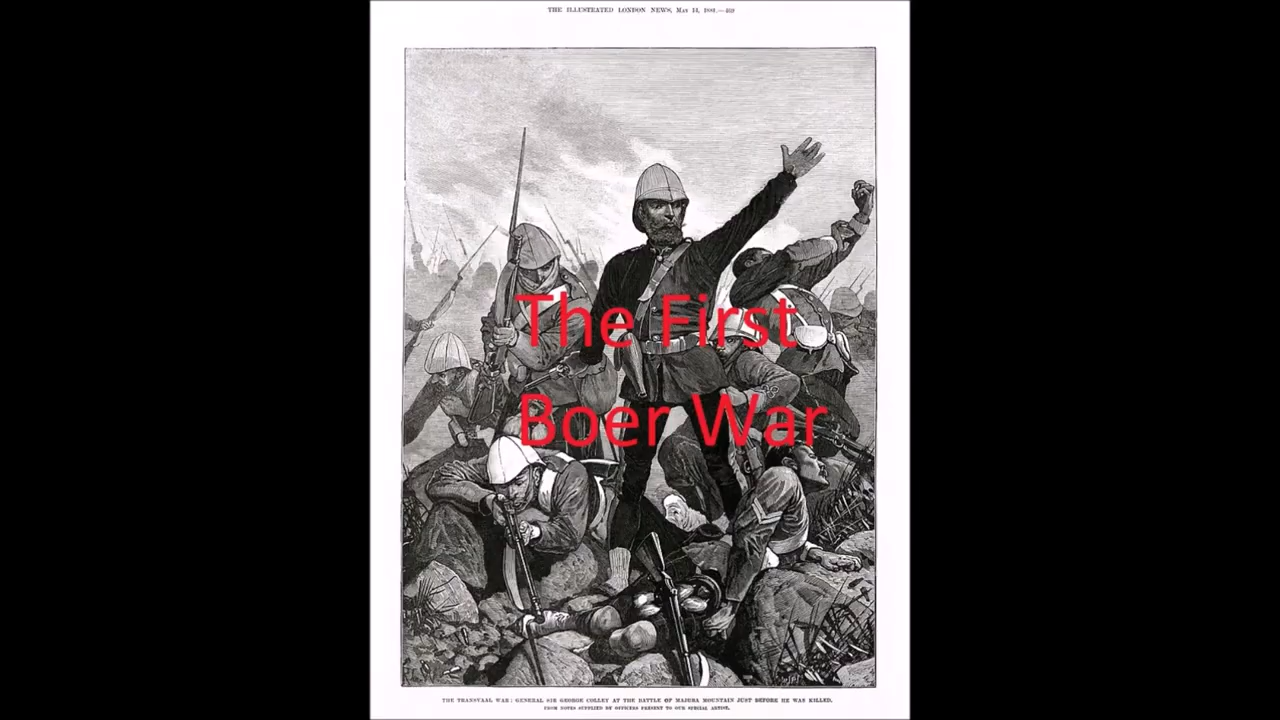 THE ILLUSTRATED LONDON NEWS, MAY 14, 1881.—469
The First
Boer War
THE TRANSVAAL WAR: GENERAL SIR GEORGE COLLEY AT THE BATTLE OF MAJUBA MOUNTAIN JUST BEFORE HE WAS KILLED.
FROM NOTES SUPPLIED BY OFFICERS PRESENT TO OUR SPECIAL ARTIST.